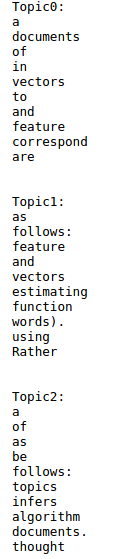 Topic0:
a
documents
of
in
vectors
to
and
feature
correspond
are
Topic1:
as
follows:
feature
and
vectors
estimating
function
words).
using
Rather
Topic2:
a
of
as
be
follows:
topics
infers
algorithm
documents.
thought